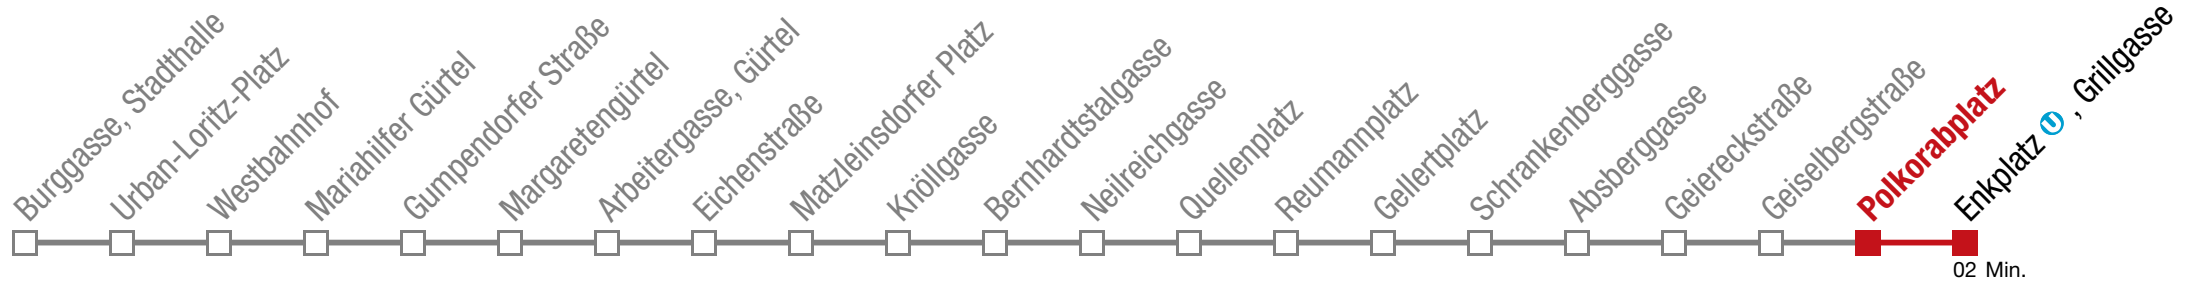 Burggasse, Stadthalle
Urban-Loritz-Platz
Westbahnhof
Mariahilfer Gürtel
Gumpendorfer Straße
Margaretengürtel
Arbeitergasse, Gürtel
Eichenstraße
Matzleinsdorfer Platz
Knöllgasse
Bernhardtstalgasse
Neilreichgasse
Quellenplatz
Reumannplatz
Gellertplatz
Schrankenberggasse
Absberggasse
Geiereckstraße
Geiselbergstraße
Polkorabplatz
Enkplatz U , Grillgasse
02 Min.